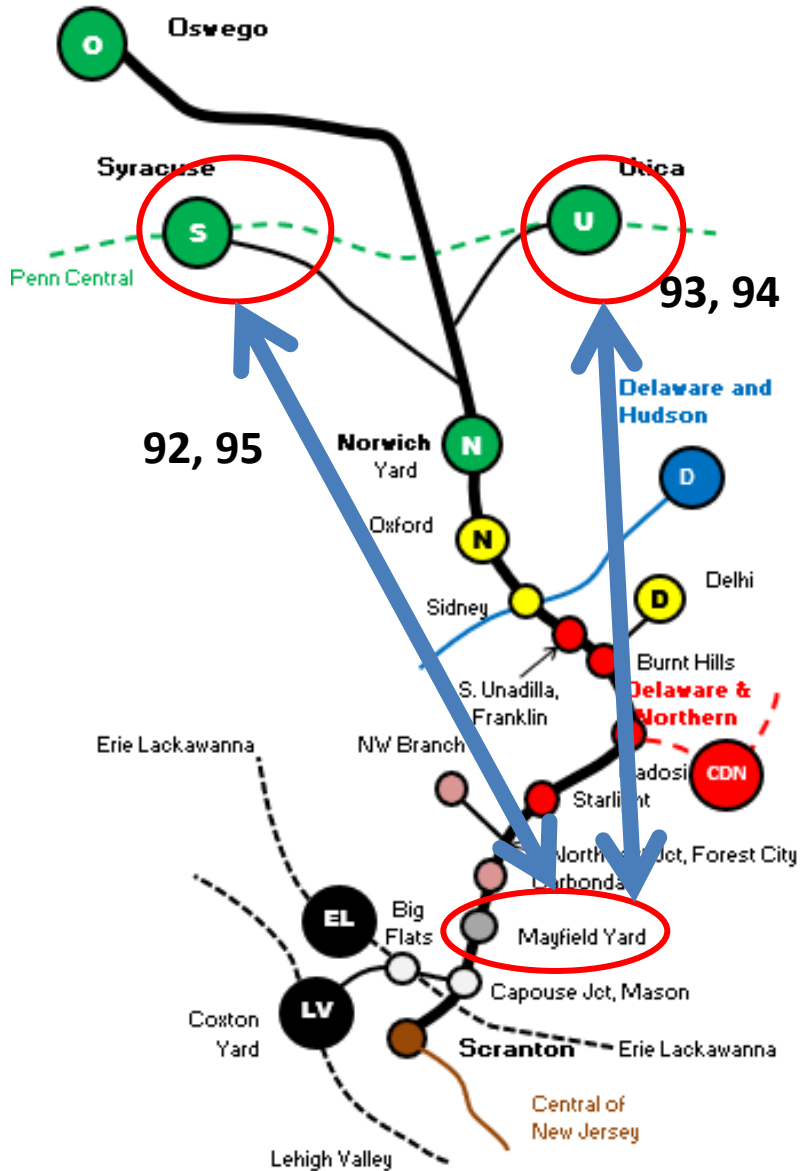 Oswego
O
Syracuse
Utica
S
U
Penn Central
93, 94
Delaware and
Hudson
92, 95
Norwich
Yard
N
D
Oxford
N
Delhi
D
Sidney
Burnt Hills
S. Unadilla,
Franklin
Delaware &
Northern
Erie Lackawanna
NW Branch
CDN
Starlight
Jct, Forest City
Big
Flats
EL
Mayfield Yard
Capouse Jct, Mason
LV
Coxton
Yard
Scranton
Erie Lackawanna
Central of
New Jersey
Lehigh Valley